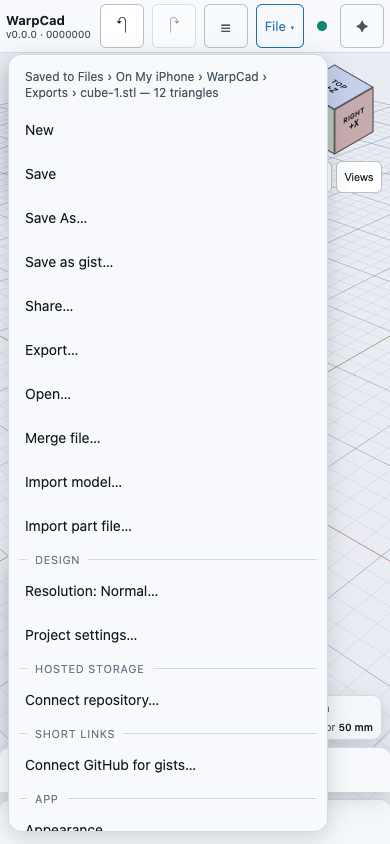 WarpCad
v0.0.0 · 0000000
File
Saved to Files › On My iPhone › WarpCad ›
Exports › cube-1.stl — 12 triangles
TOP
+Z
RIGHT
+X
Views
New
Save
Save As…
Save as gist…
Share…
Export…
Open…
Merge file…
Import model…
Import part file…
DESIGN
Resolution: Normal…
Project settings…
HOSTED STORAGE
Connect repository…
SHORT LINKS
or 50 mm
Connect GitHub for gists…
APP
Appearance